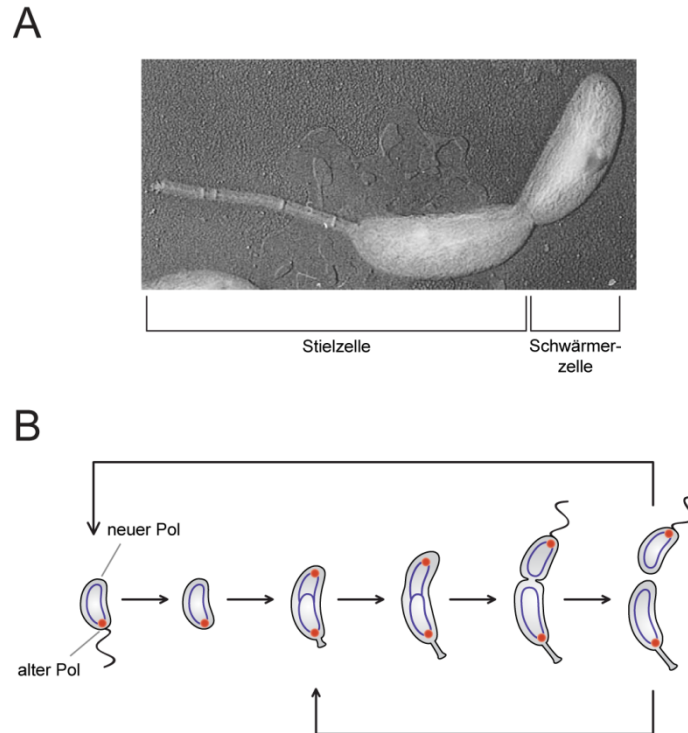 A
Stielzelle
Schwärmer-
zelle
B
neuer Pol
alter Pol